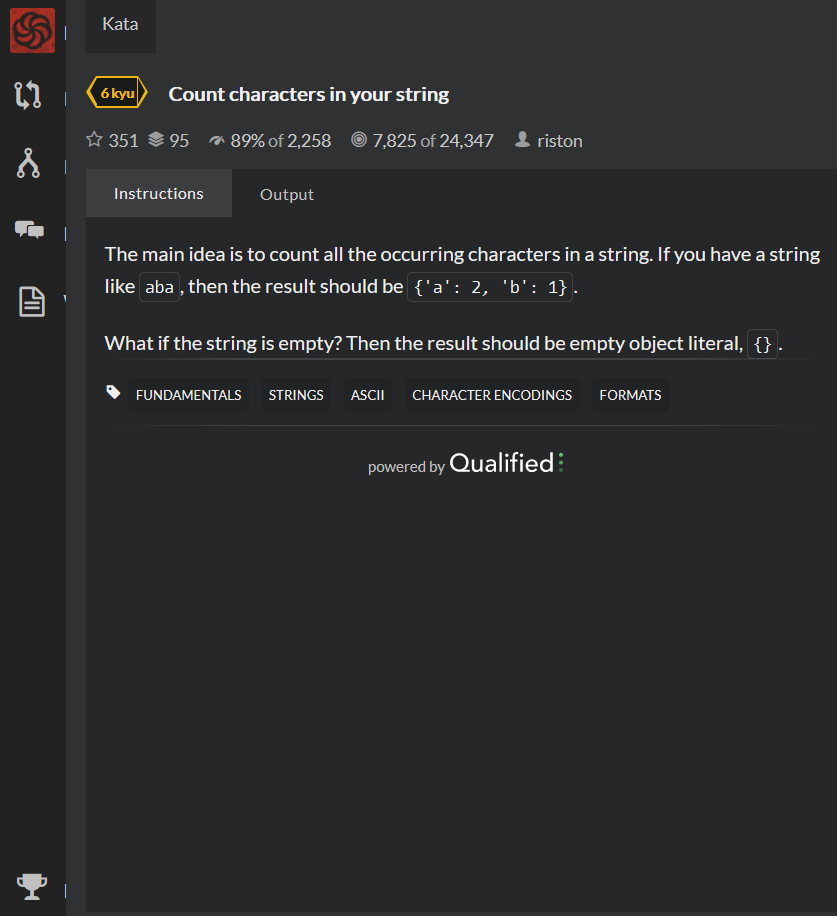 Kata
6 kyu Count characters in your string
351 95 89% of 2,258 7,825 of 24,347 riston
Instructions Output
The main idea is to count all the occurring characters in a string. If you have a string
like aba, then the result should be {'a': 2, 'b': 1}.
What if the string is empty? Then the result should be empty object literal, {}.
FUNDAMENTALS STRINGS ASCII CHARACTER ENCODINGS FORMATS
powered by Qualified